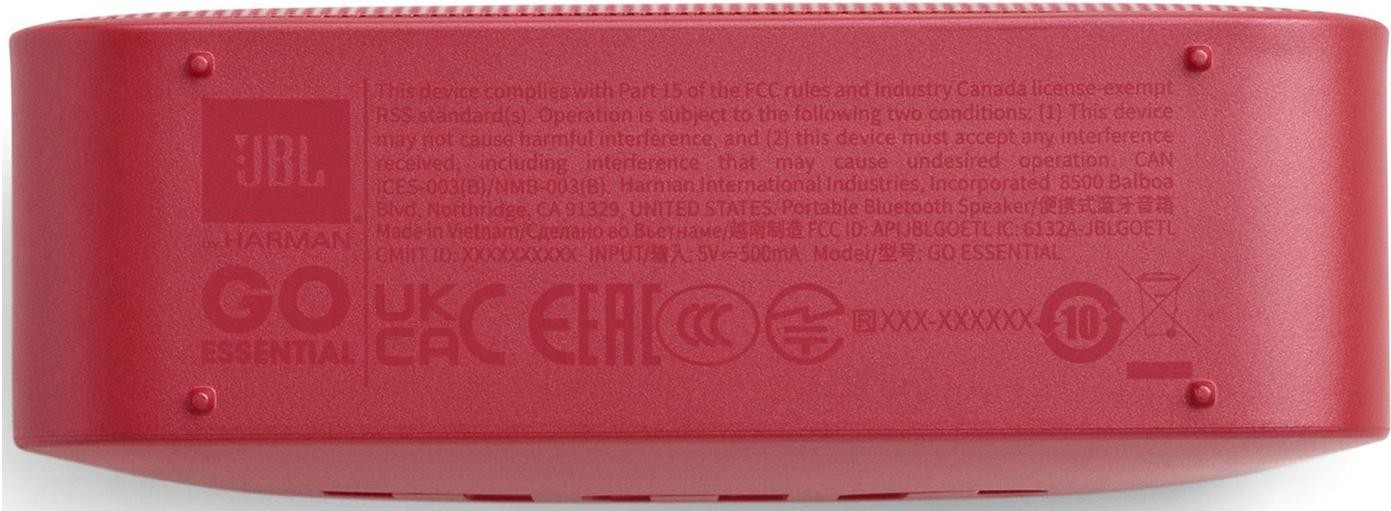 JBL
by HARMAN
GO
ESSENTIAL
This device complies with Part 15 of the FCC rules and Industry Canada license-exempt
RSS standard(s). Operation is subject to the following two conditions: (1) This device
may not cause harmful interference, and (2) this device must accept any interference
received, including interference that may cause undesired operation. CAN
ICES-003(B)/NMB-003(B). Harman International Industries, Incorporated 8500 Balboa
Blvd, Northridge, CA 91329, UNITED STATES. Portable Bluetooth Speaker/便携式蓝牙音箱
Made in Vietnam/Сделано во Вьетнаме/越南制造 FCC ID: APIJBLGOETL IC: 6132A-JBLGOETL
CMIIT ID: XXXXXXXXXX INPUT/输入: 5V⎓500mA Model/型号: GO ESSENTIAL
UK CA CE EAC CCC R XXX-XXXXXX 10